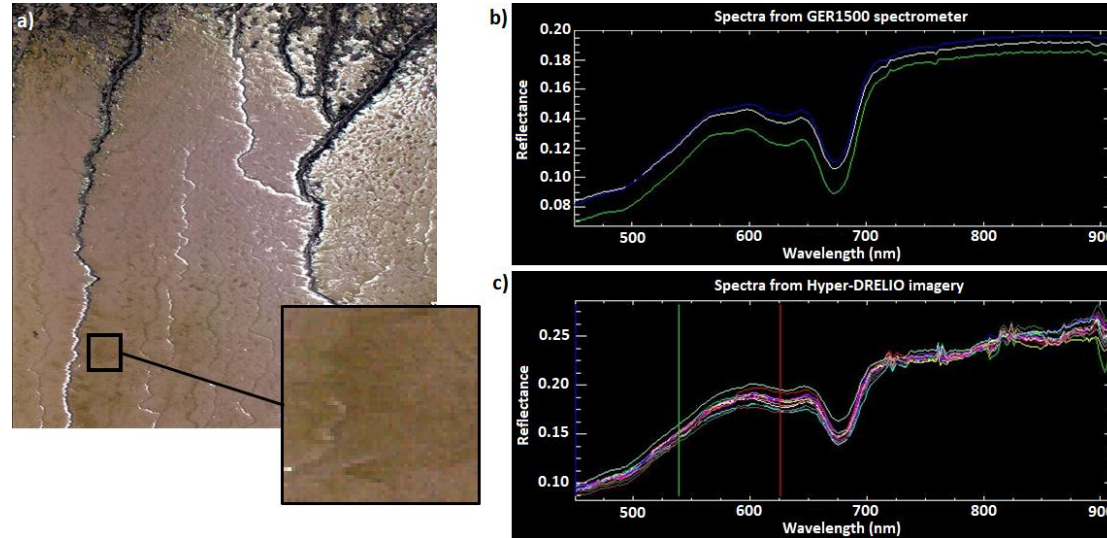 a)
b)
Spectra from GER1500 spectrometer
0.20
0.18
0.16
0.14
0.12
0.10
0.08
Reflectance
500
600
700
800
900
Wavelength (nm)
c)
Spectra from Hyper-DRELIO imagery
0.25
0.20
0.15
0.10
Reflectance
500
600
700
800
900
Wavelength (nm)